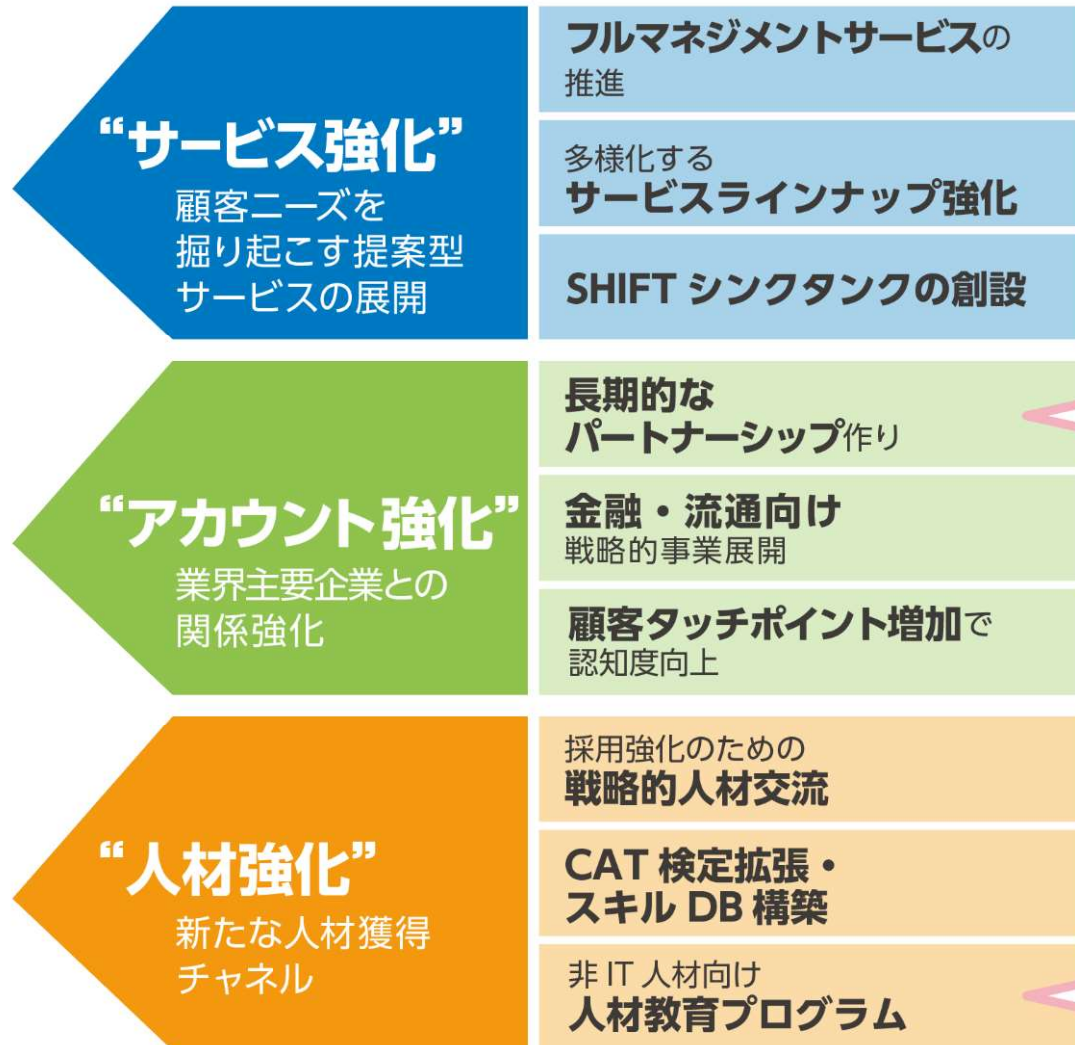 “サービス強化”
顧客ニーズを
掘り起こす提案型
サービスの展開
フルマネジメントサービスの
推進
多様化する
サービスラインナップ強化
SHIFT シンクタンクの創設
“アカウント強化”
業界主要企業との
関係強化
長期的な
パートナーシップ作り
金融・流通向け
戦略的事業展開
顧客タッチポイント増加で
認知度向上
“人材強化”
新たな人材獲得
チャネル
採用強化のための
戦略的人材交流
CAT 検定拡張・
スキル DB 構築
非 IT 人材向け
人材教育プログラム